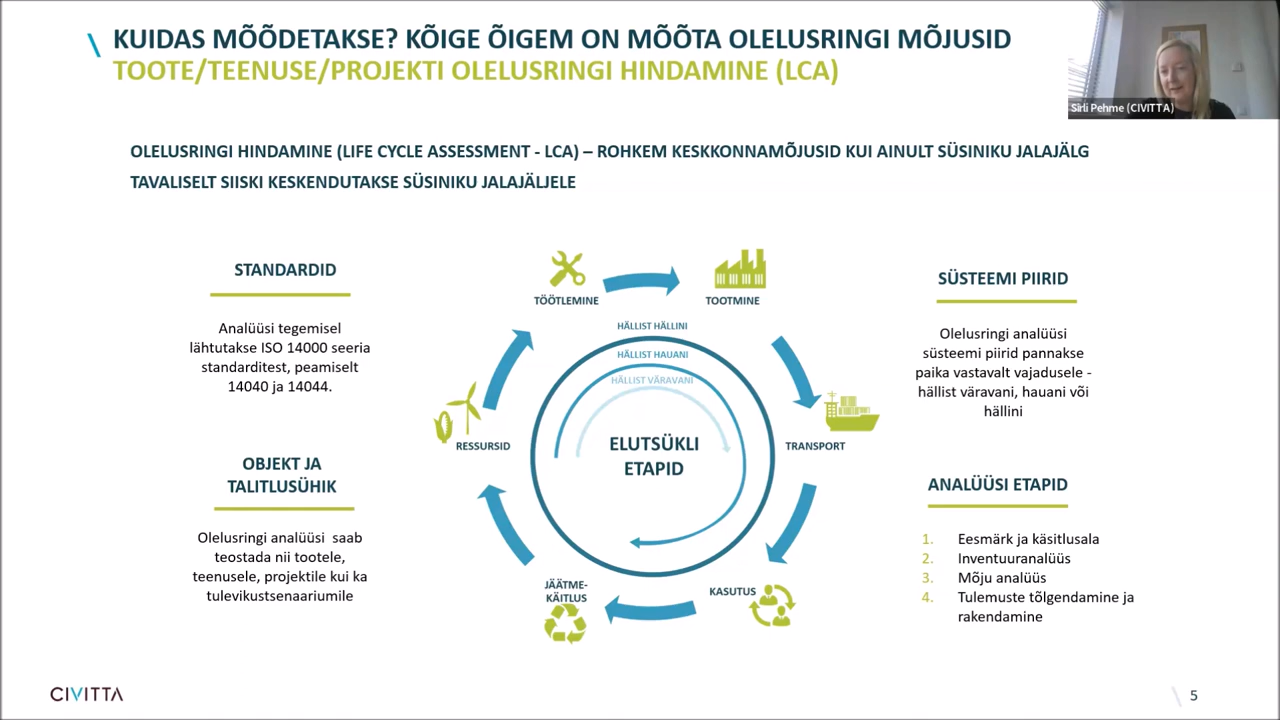 KUIDAS MÕÕDETAKSE? KÕIGE ÕIGEM ON MÕÕTA OLELUSRINGI MÕJUSID
TOOTE/TEENUSE/PROJEKTI OLELUSRINGI HINDAMINE (LCA)
Sirli Pehme (CIVITTA)
OLELUSRINGI HINDAMINE (LIFE CYCLE ASSESSMENT - LCA) – ROHKEM KESKKONNAMÕJUSID KUI AINULT SÜSINIKU JALAJÄLG
TAVALISELT SIISKI KESKENDUTAKSE SÜSINIKU JALAJÄLJELE
STANDARDID
Analüüsi tegemisel
lähtutakse ISO 14000 seeria
standarditest, peamiselt
14040 ja 14044.
OBJEKT JA
TALITLUSÜHIK
Olelusringi analüüsi saab
teostada nii tootele,
teenusele, projektile kui ka
tulevikustsenaariumile
TÖÖTLEMINE
TOOTMINE
HÄLLIST HÄLLINI
HÄLLIST HAUANI
HÄLLIST VÄRAVANI
RESSURSID
ELUTSÜKLI
ETAPID
TRANSPORT
JÄÄTME-
KÄITLUS
KASUTUS
SÜSTEEMI PIIRID
Olelusringi analüüsi
süsteemi piirid pannakse
paika vastavalt vajadusele -
hällist väravani, hauani või
hällini
ANALÜÜSI ETAPID
1. Eesmärk ja käsitlusala
2. Inventuuranalüüs
3. Mõju analüüs
4. Tulemuste tõlgendamine ja
rakendamine
CIVITTA
5